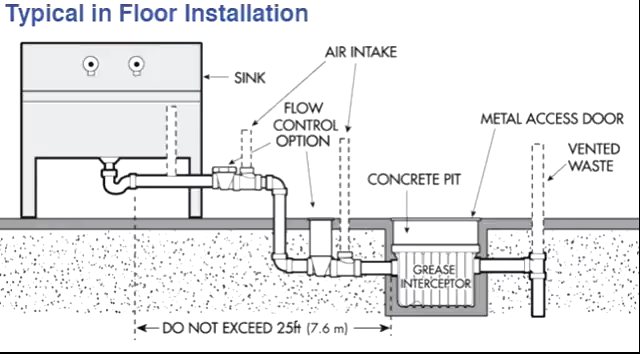 Typical in Floor Installation
AIR INTAKE
SINK
FLOW
CONTROL
OPTION
METAL ACCESS DOOR
VENTED
WASTE
CONCRETE PIT
GREASE
INTERCEPTOR
DO NOT EXCEED 25ft (7.6 m)